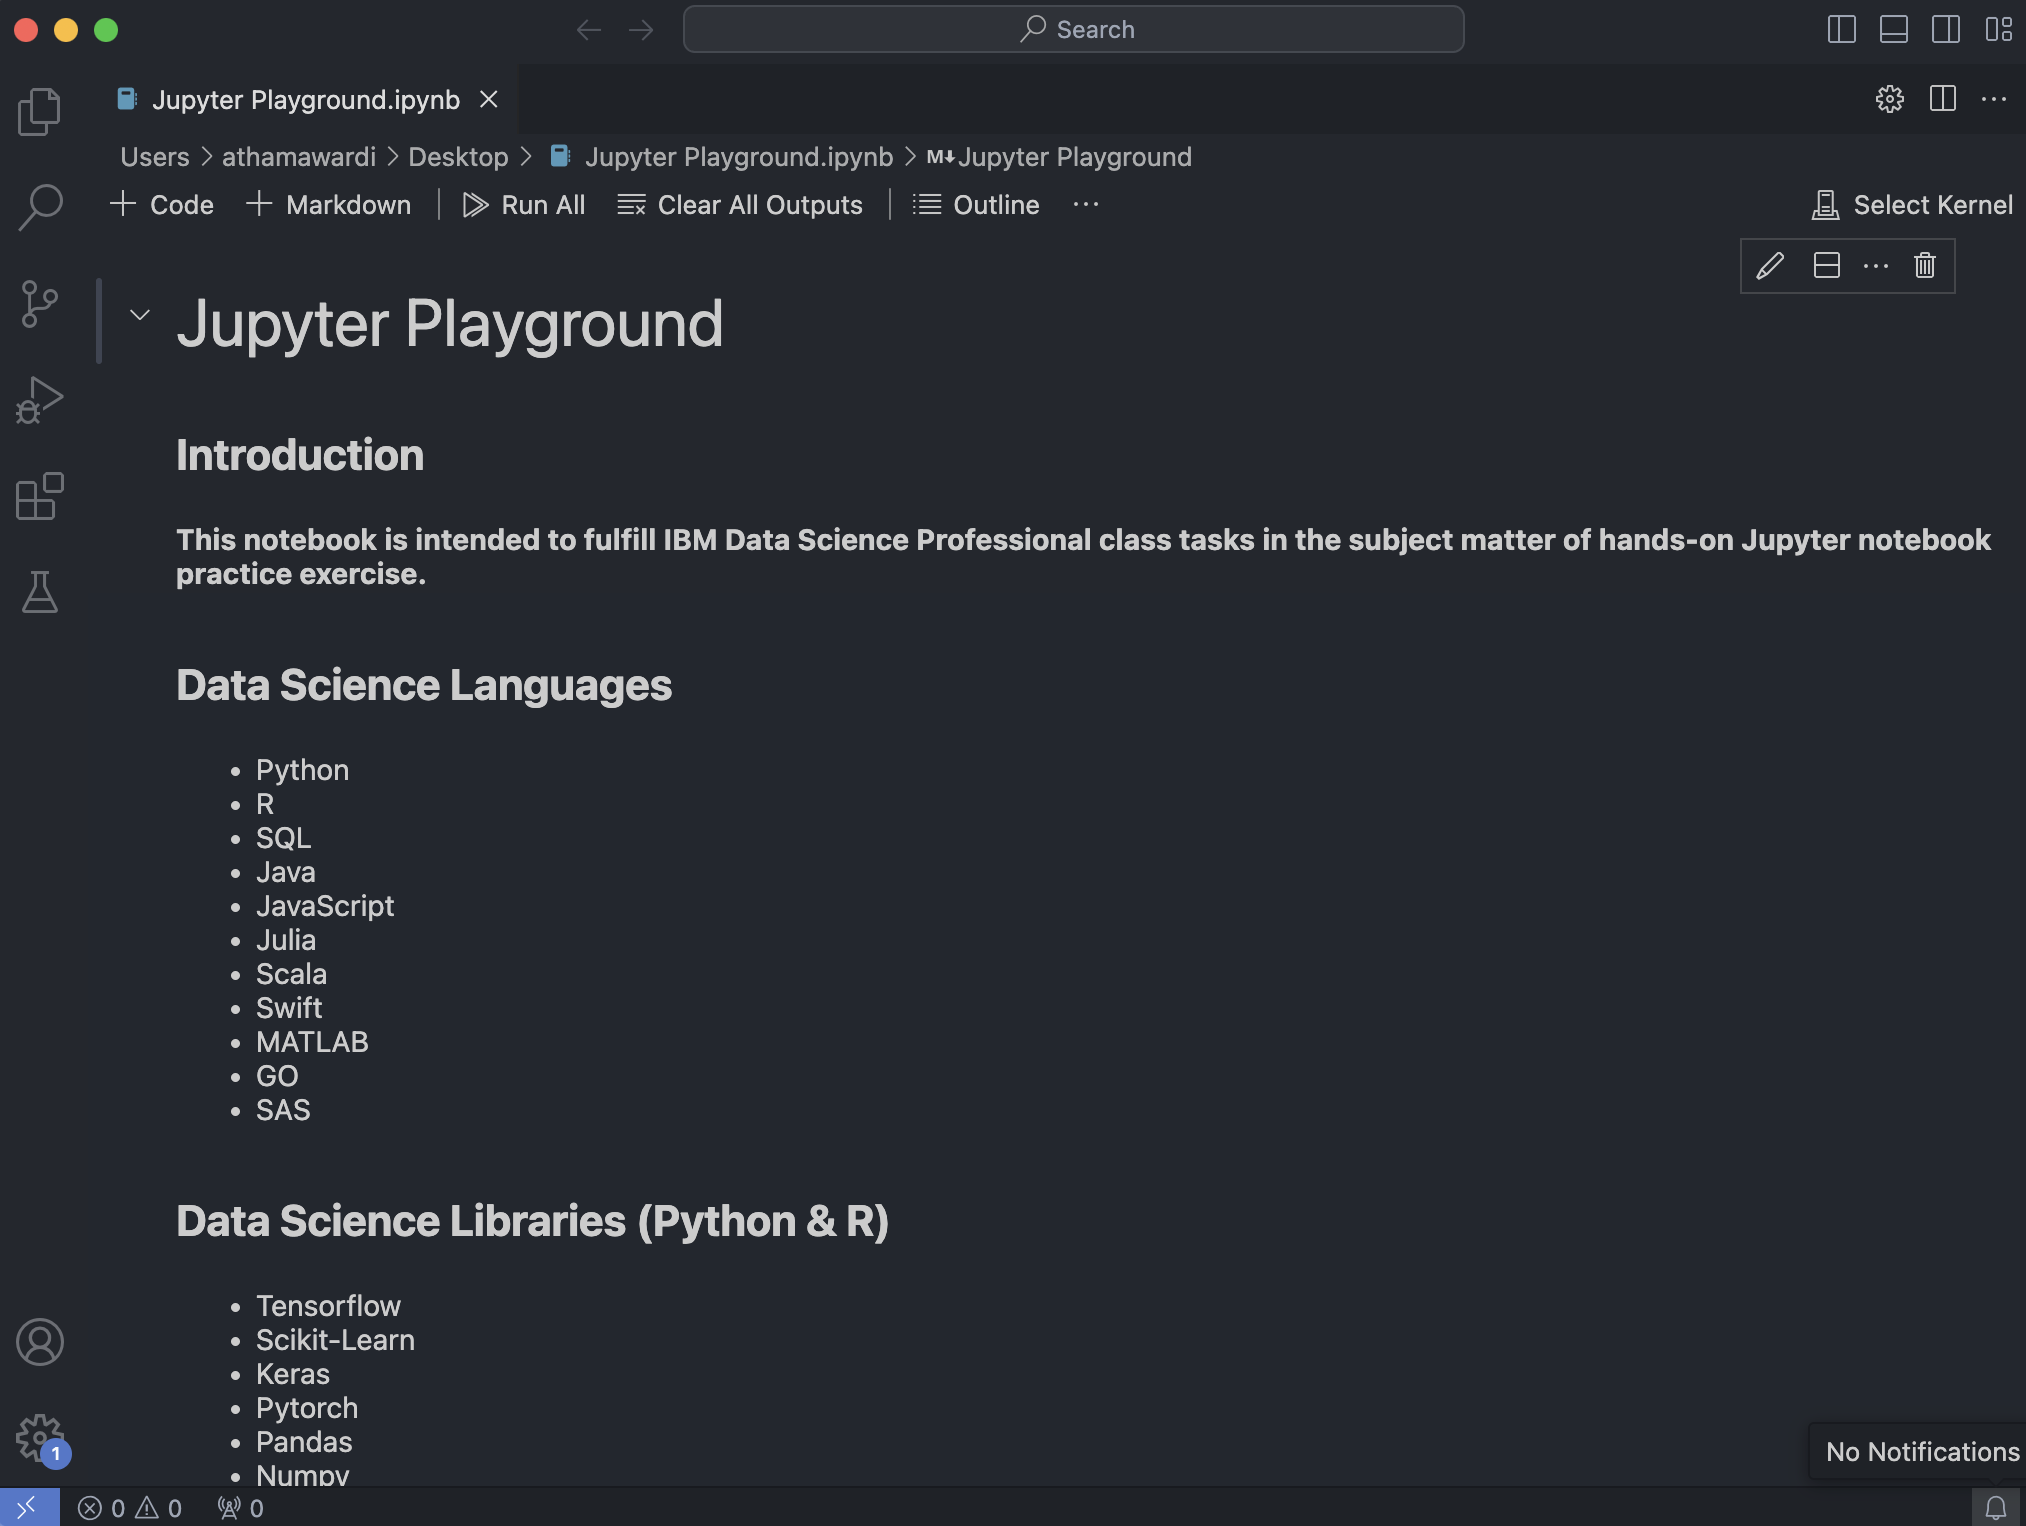 Search
Jupyter Playground.ipynb
Users > athamawardi > Desktop > Jupyter Playground.ipynb > M↓ Jupyter Playground
+ Code + Markdown | Run All Clear All Outputs | Outline ···
Select Kernel
Jupyter Playground
Introduction
This notebook is intended to fulfill IBM Data Science Professional class tasks in the subject matter of hands-on Jupyter notebook
practice exercise.
Data Science Languages
• Python
• R
• SQL
• Java
• JavaScript
• Julia
• Scala
• Swift
• MATLAB
• GO
• SAS
Data Science Libraries (Python & R)
• Tensorflow
• Scikit-Learn
• Keras
• Pytorch
• Pandas
• Numpy
1
No Notifications
0 0 0